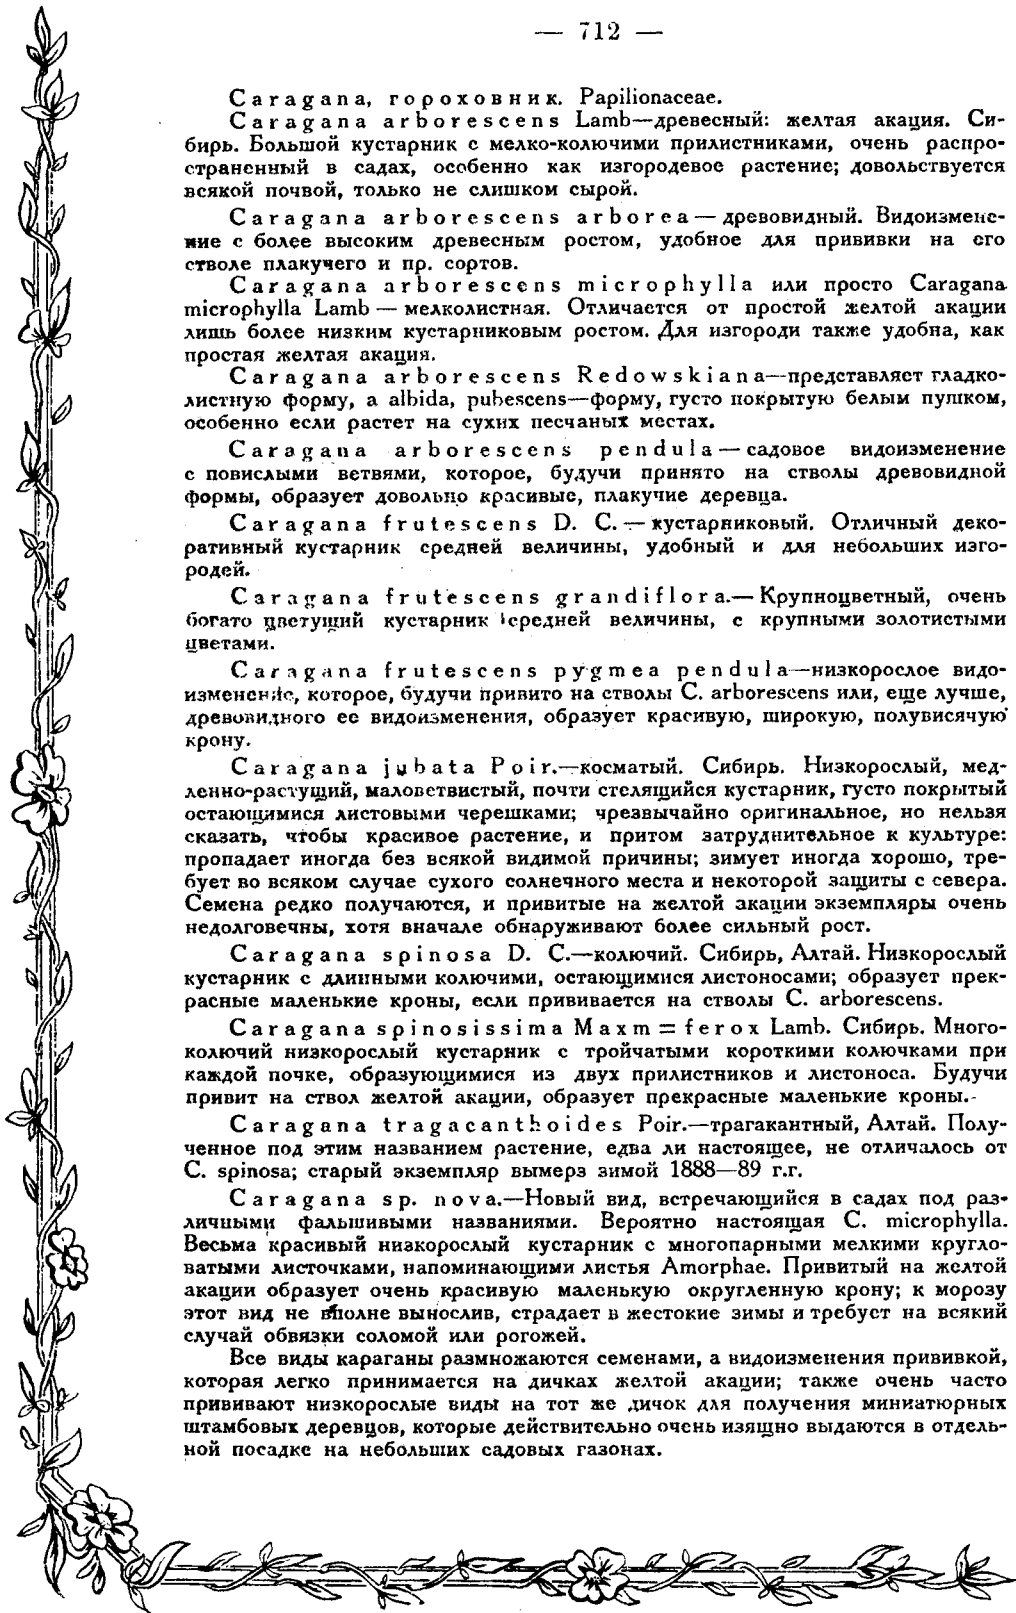 — 712 —
Caragana, гороховник. Papilionaceae.
Caragana arborescens Lamb—древесный: желтая акация. Си-
бирь. Большой кустарник с мелко-колючими прилистниками, очень распро-
страненный в садах, особенно как изгородевое растение; довольствуется
всякой почвой, только не слишком сырой.
Caragana arborescens arborea — древовидный. Видоизмене-
ние с более высоким древесным ростом, удобное для прививки на его
стволе плакучего и пр. сортов.
Caragana arborescens microphylla или просто Caragana
microphylla Lamb — мелколистная. Отличается от простой желтой акации
лишь более низким кустарниковым ростом. Для изгороди также удобна, как
простая желтая акация.
Caragana arborescens Redowskiana—представляет гладко-
листную форму, а albida, pubescens—форму, густо покрытую белым пушком,
особенно если растет на сухих песчаных местах.
Caragana arborescens pendula — садовое видоизменение
с повислыми ветвями, которое, будучи принято на стволы древовидной
формы, образует довольно красивые, плакучие деревца.
Caragana frutescens D. C. — кустарниковый. Отличный деко-
ративный кустарник средней величины, удобный и для небольших изго-
родей.
Caragana frutescens grandiflora.— Крупноцветный, очень
богато цветущий кустарник средней величины, с крупными золотистыми
цветами.
Caragana frutescens pygmea pendula—низкорослое видо-
изменение, которое, будучи привито на стволы C. arborescens или, еще лучше,
древовидного ее видоизменения, образует красивую, широкую, полувисячую
крону.
Caragana jubata Poir.—косматый. Сибирь. Низкорослый, мед-
ленно-растущий, маловетвистый, почти стелящийся кустарник, густо покрытый
остающимися листовыми черешками; чрезвычайно оригинальное, но нельзя
сказать, чтобы красивое растение, и притом затруднительное к культуре:
пропадает иногда без всякой видимой причины; зимует иногда хорошо, тре-
бует во всяком случае сухого солнечного места и некоторой защиты с севера.
Семена редко получаются, и привитые на желтой акации экземпляры очень
недолговечны, хотя вначале обнаруживают более сильный рост.
Caragana spinosa D. C.—колючий. Сибирь, Алтай. Низкорослый
кустарник с длинными колючими, остающимися листоносами; образует прек-
расные маленькие кроны, если прививается на стволы C. arborescens.
Caragana spinosissima Maxm = ferox Lamb. Сибирь. Много-
колючий низкорослый кустарник с тройчатыми короткими колючками при
каждой почке, образующимися из двух прилистников и листоноса. Будучи
привит на ствол желтой акации, образует прекрасные маленькие кроны.
Caragana tragacanthoides Poir.—трагакантный, Алтай. Полу-
ченное под этим названием растение, едва ли настоящее, не отличалось от
C. spinosa; старый экземпляр вымерз зимой 1888—89 г.г.
Caragana sp. nova.—Новый вид, встречающийся в садах под раз-
личными фальшивыми названиями. Вероятно настоящая C. microphylla.
Весьма красивый низкорослый кустарник с многопарными мелкими кругло-
ватыми листочками, напоминающими листья Amorphae. Привитый на желтой
акации образует очень красивую маленькую округленную крону; к морозу
этот вид не вполне вынослив, страдает в жестокие зимы и требует на всякий
случай обвязки соломой или рогожей.
Все виды караганы размножаются семенами, а видоизменения прививкой,
которая легко принимается на дичках желтой акации; также очень часто
прививают низкорослые виды на тот же дичок для получения миниатюрных
штамбовых деревцов, которые действительно очень изящно выдаются в отдель-
ной посадке на небольших садовых газонах.